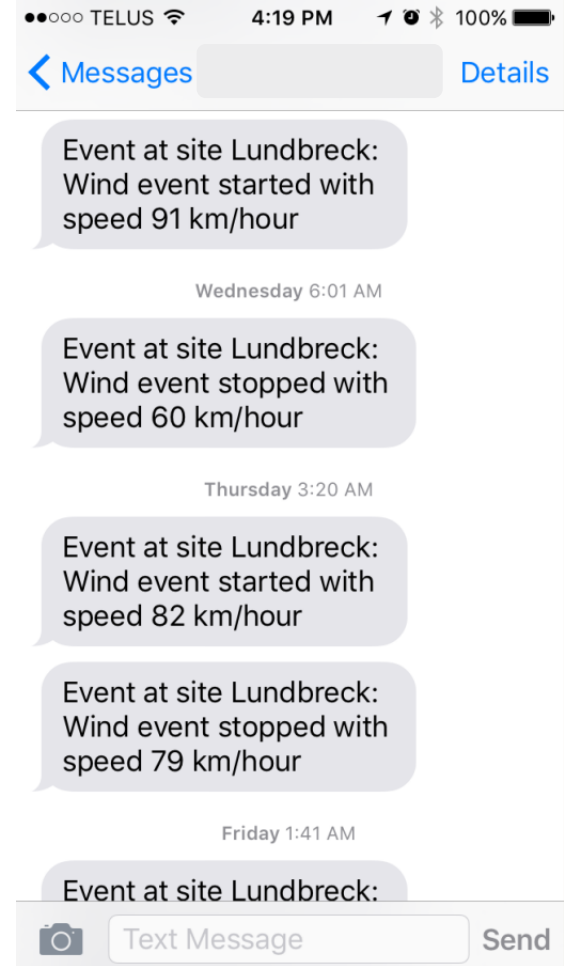 TELUS 4:19 PM 100%
Messages Details
Event at site Lundbreck:
Wind event started with
speed 91 km/hour
Wednesday 6:01 AM
Event at site Lundbreck:
Wind event stopped with
speed 60 km/hour
Thursday 3:20 AM
Event at site Lundbreck:
Wind event started with
speed 82 km/hour
Event at site Lundbreck:
Wind event stopped with
speed 79 km/hour
Friday 1:41 AM
Event at site Lundbreck:
Text Message Send